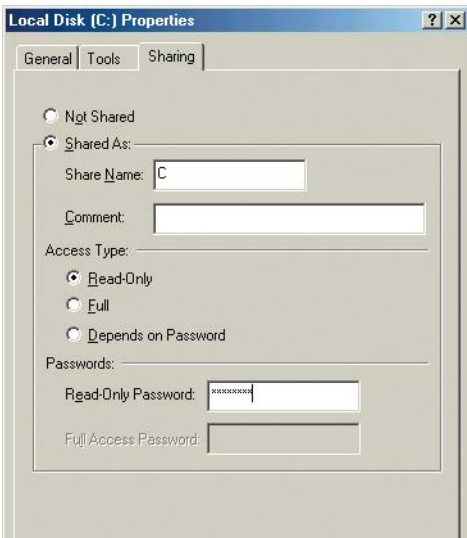 Local Disk (C:) Properties
General Tools Sharing
Not Shared
Shared As:
Share Name: C
Comment:
Access Type:
Read-Only
Full
Depends on Password
Passwords:
Read-Only Password: xxxxxxxx
Full Access Password: